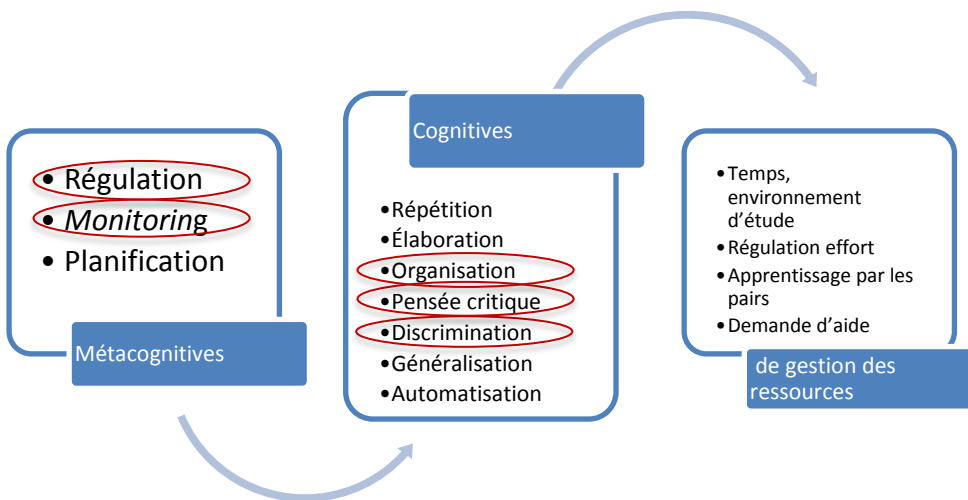 • Régulation
• Monitoring
• Planification
Métacognitives
Cognitives
•Répétition
•Élaboration
•Organisation
•Pensée critique
•Discrimination
•Généralisation
•Automatisation
•Temps,
environnement
d’étude
•Régulation effort
•Apprentissage par les
pairs
•Demande d’aide
de gestion des
ressources